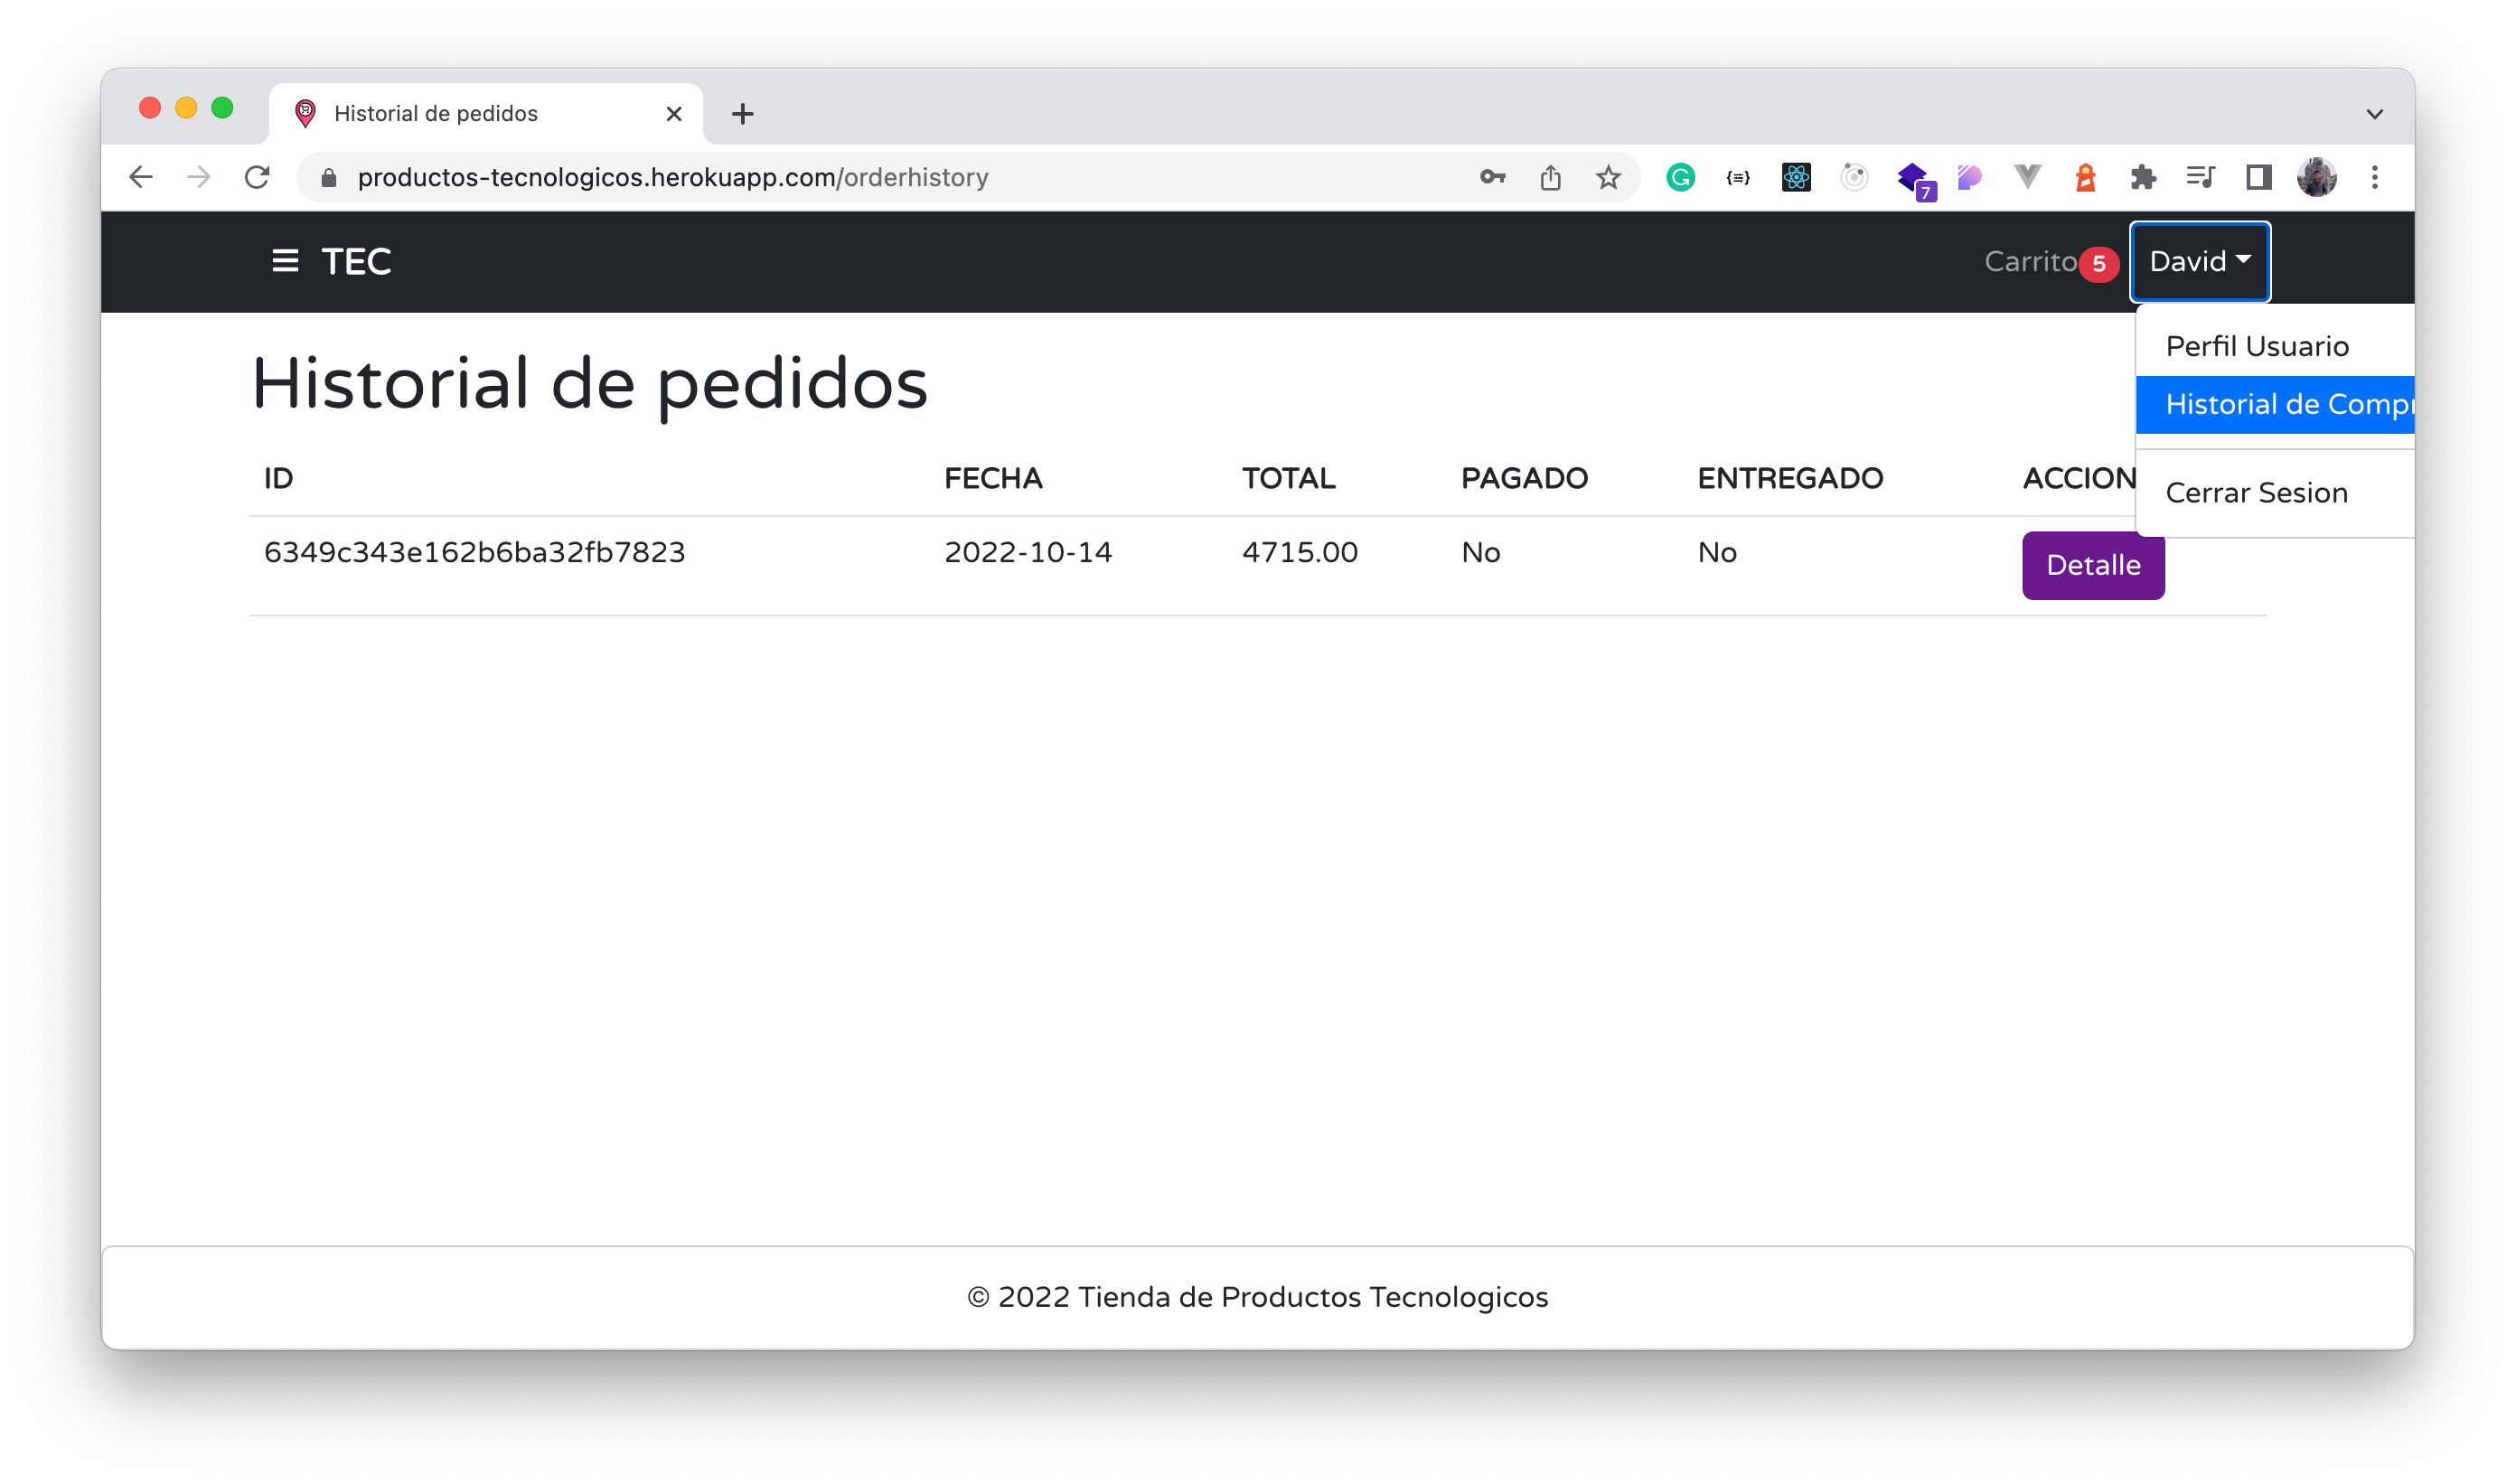 Historial de pedidos
productos-tecnologicos.herokuapp.com/orderhistory
7
TEC
Carrito 5 David
Perfil Usuario
Historial de Compr
Cerrar Sesion
Historial de pedidos
ID FECHA TOTAL PAGADO ENTREGADO ACCION
6349c343e162b6ba32fb7823 2022-10-14 4715.00 No No Detalle
© 2022 Tienda de Productos Tecnologicos